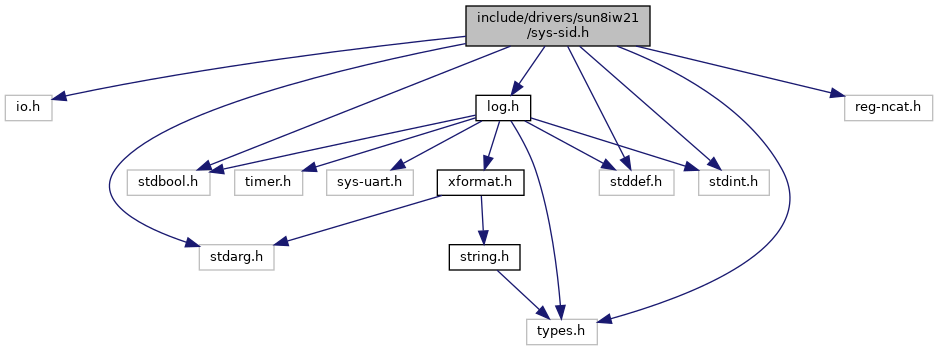 include/drivers/sun8iw21
/sys-sid.h
io.h
log.h
reg-ncat.h
stdbool.h
timer.h
sys-uart.h
xformat.h
stddef.h
stdint.h
stdarg.h
string.h
types.h